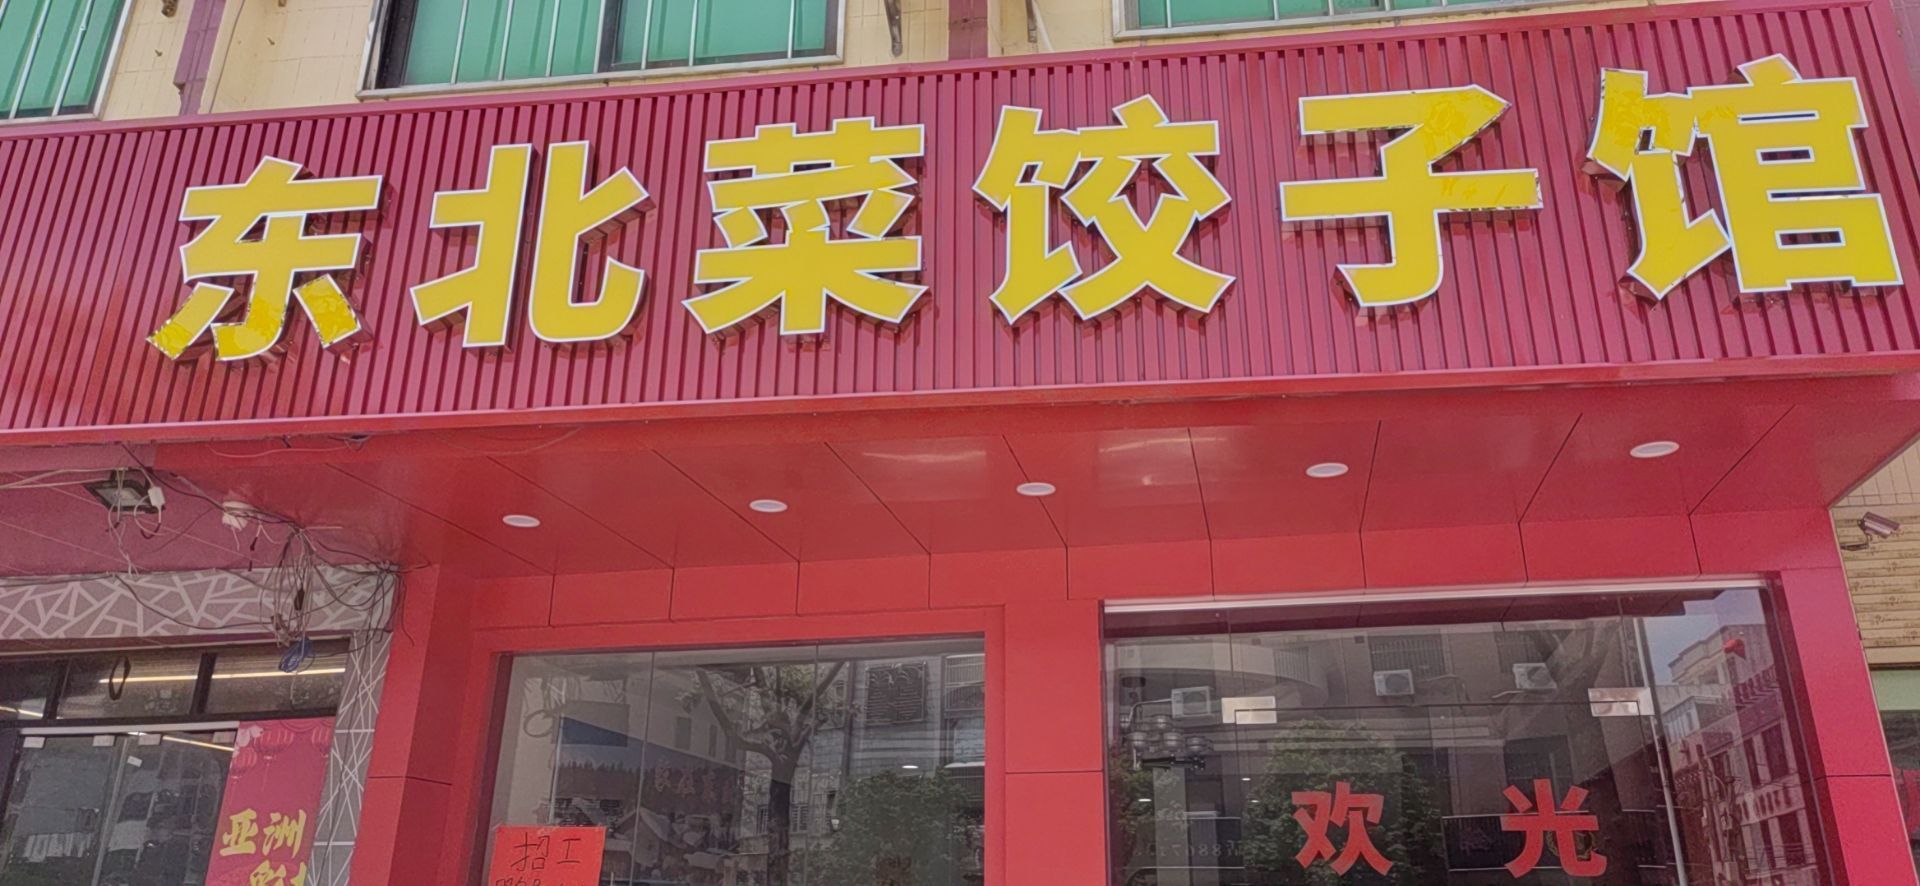 东北菜饺子馆
欢 光
招工
亚洲